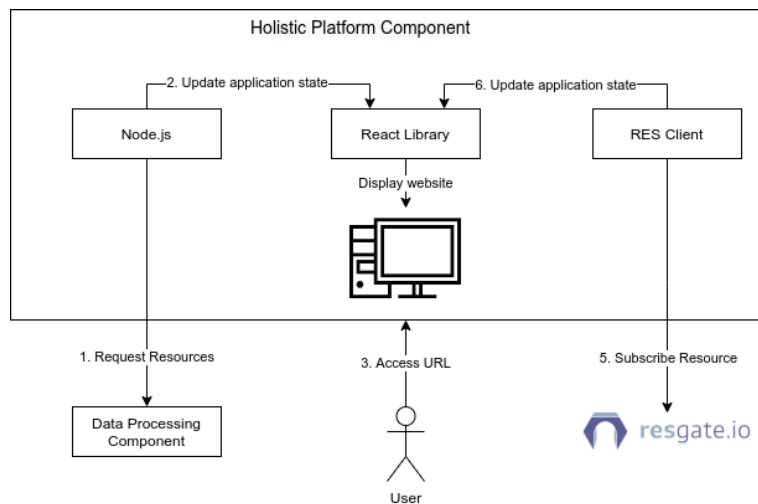 Holistic Platform Component
2. Update application state
6. Update application state
Node.js
React Library
RES Client
Display website
1. Request Resources
3. Access URL
5. Subscribe Resource
Data Processing
Component
resgate.io
User